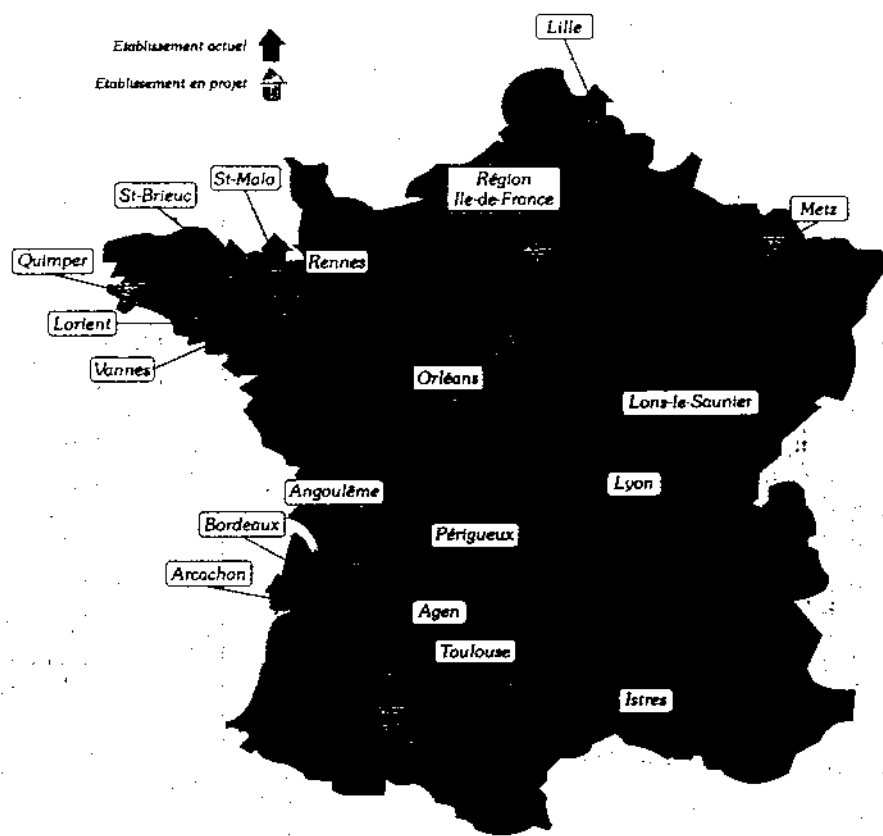 Etablissement actuel
Etablissement en projet
Lille
Région
Ile-de-France
St-Malo
St-Brieuc
Metz
Quimper
Rennes
Lorient
Vannes
Orléans
Lons-le-Saunier
Lyon
Angoulême
Bordeaux
Périgueux
Arcachon
Agen
Toulouse
Istres